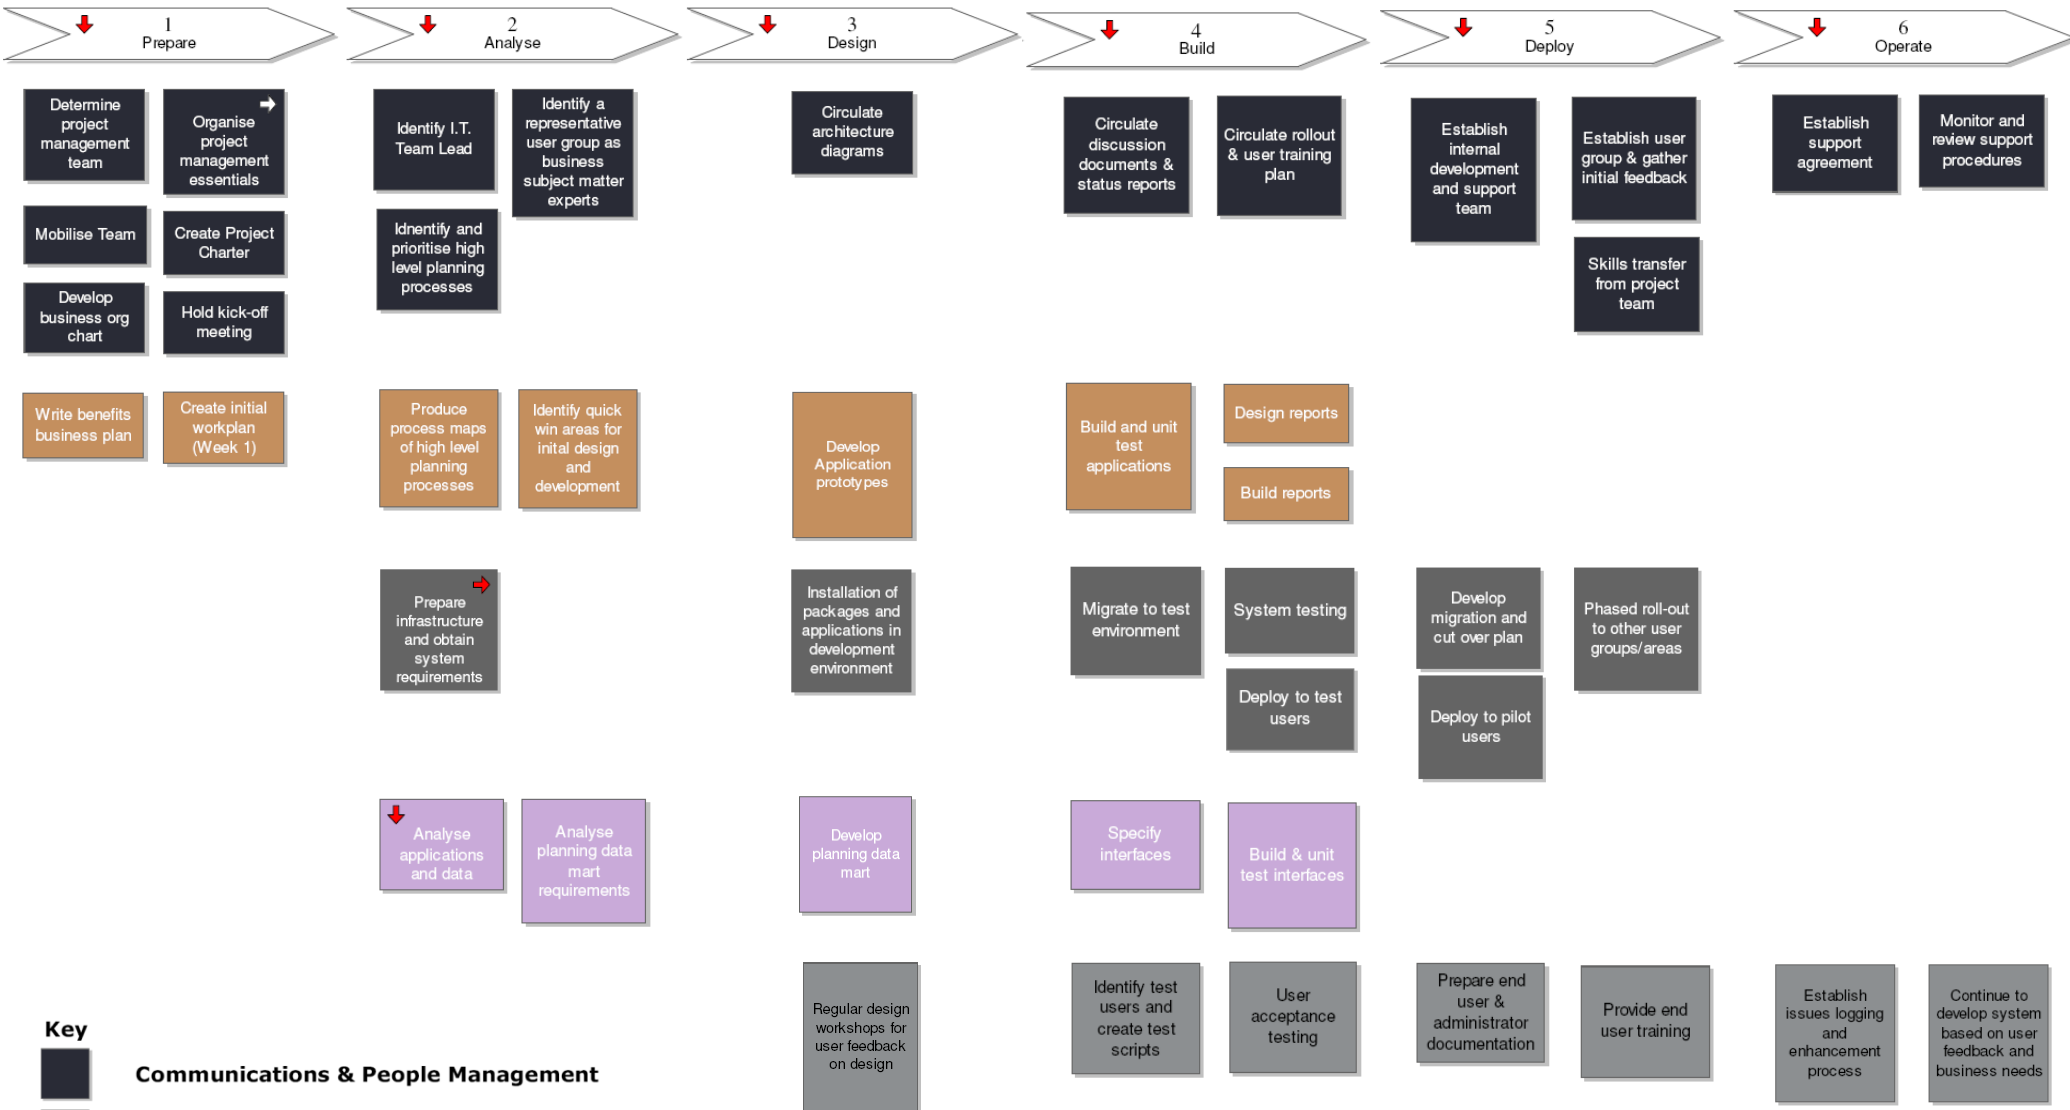 1
Prepare
2
Analyse
3
Design
4
Build
5
Deploy
6
Operate
Determine
project
management
team
Organise
project
management
essentials
Mobilise Team
Create Project
Charter
Develop
business org
chart
Hold kick-off
meeting
Identify I.T.
Team Lead
Identify a
representative
user group as
business
subject matter
experts
Idnentify and
prioritise high
level planning
processes
Circulate
architecture
diagrams
Circulate
discussion
documents &
status reports
Circulate rollout
& user training
plan
Establish
internal
development
and support
team
Establish user
group & gather
initial feedback
Skills transfer
from project
team
Establish
support
agreement
Monitor and
review support
procedures
Write benefits
business plan
Create initial
workplan
(Week 1)
Produce
process maps
of high level
planning
processes
Identify quick
win areas for
inital design
and
development
Develop
Application
prototypes
Build and unit
test
applications
Design reports
Build reports
Prepare
infrastructure
and obtain
system
requirements
Installation of
packages and
applications in
development
environment
Migrate to test
environment
System testing
Deploy to test
users
Develop
migration and
cut over plan
Deploy to pilot
users
Phased roll-out
to other user
groups/areas
Analyse
applications
and data
Analyse
planning data
mart
requirements
Develop
planning data
mart
Specify
interfaces
Build & unit
test interfaces
Regular design
workshops for
user feedback
on design
Identify test
users and
create test
scripts
User
acceptance
testing
Prepare end
user &
administrator
documentation
Provide end
user training
Establish
issues logging
and
enhancement
process
Continue to
develop system
based on user
feedback and
business needs
Key
Communications & People Management